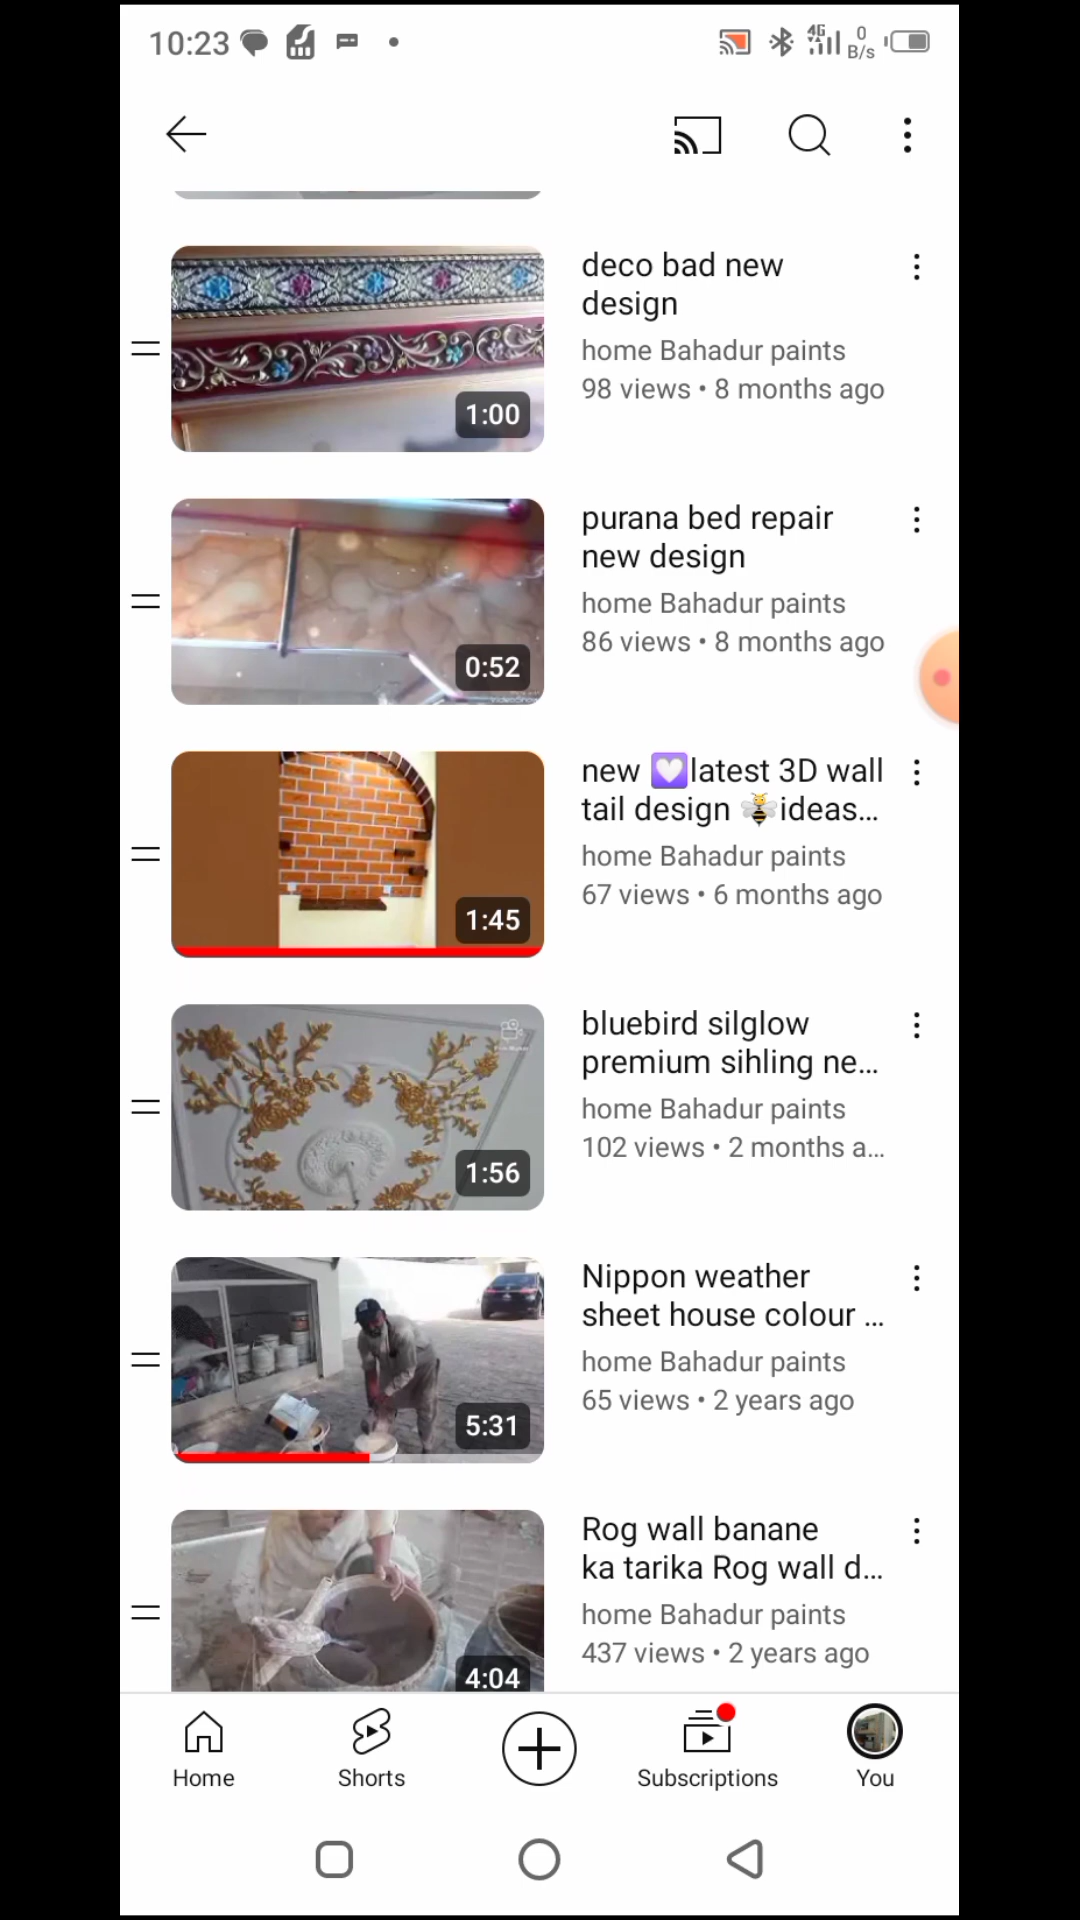 10:23
4G
0
B/s
deco bad new
design
home Bahadur paints
98 views • 8 months ago
1:00
purana bed repair
new design
home Bahadur paints
86 views • 8 months ago
0:52
new 💟latest 3D wall
tail design 🐝ideas...
home Bahadur paints
67 views • 6 months ago
1:45
bluebird silglow
premium sihling ne...
home Bahadur paints
102 views • 2 months a...
1:56
Nippon weather
sheet house colour ...
home Bahadur paints
65 views • 2 years ago
5:31
Rog wall banane
ka tarika Rog wall d...
home Bahadur paints
437 views • 2 years ago
4:04
Home
Shorts
Subscriptions
You